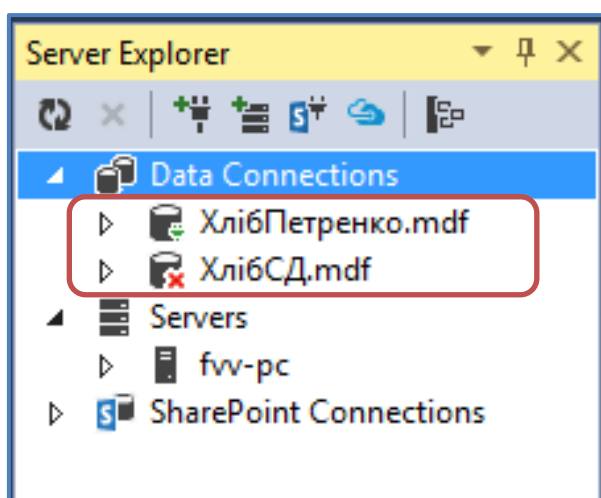 Server Explorer
Data Connections
ХлібПетренко.mdf
ХлібСД.mdf
Servers
fvv-pc
SharePoint Connections